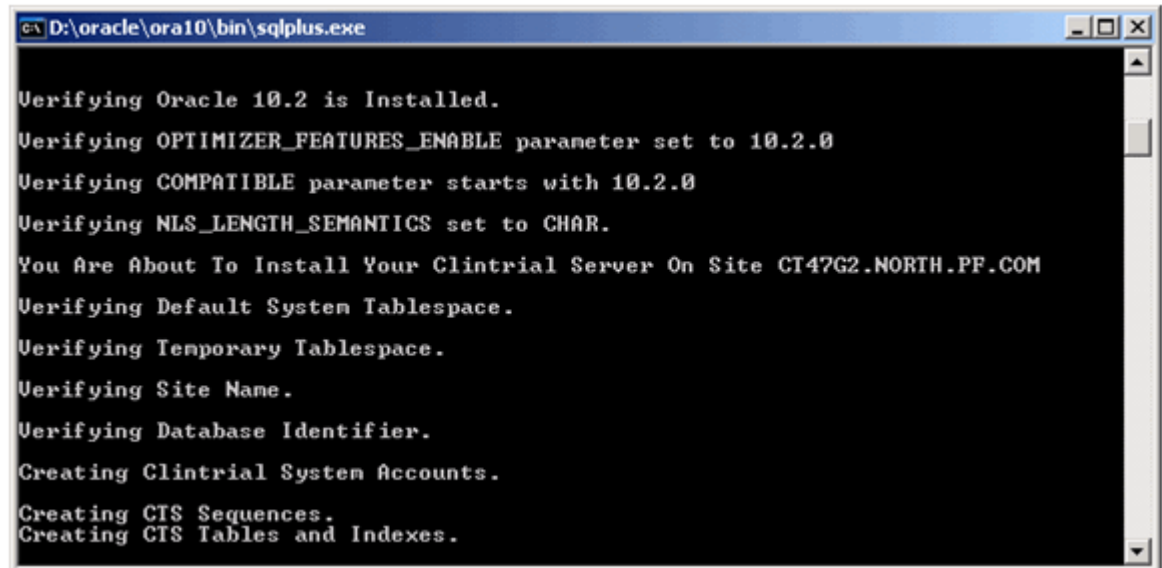 D:\oracle\ora10\bin\sqlplus.exe
Verifying Oracle 10.2 is Installed.
Verifying OPTIMIZER_FEATURES_ENABLE parameter set to 10.2.0
Verifying COMPATIBLE parameter starts with 10.2.0
Verifying NLS_LENGTH_SEMANTICS set to CHAR.
You Are About To Install Your Clintrial Server On Site CT47G2.NORTH.PF.COM
Verifying Default System Tablespace.
Verifying Temporary Tablespace.
Verifying Site Name.
Verifying Database Identifier.
Creating Clintrial System Accounts.
Creating CTS Sequences.
Creating CTS Tables and Indexes.